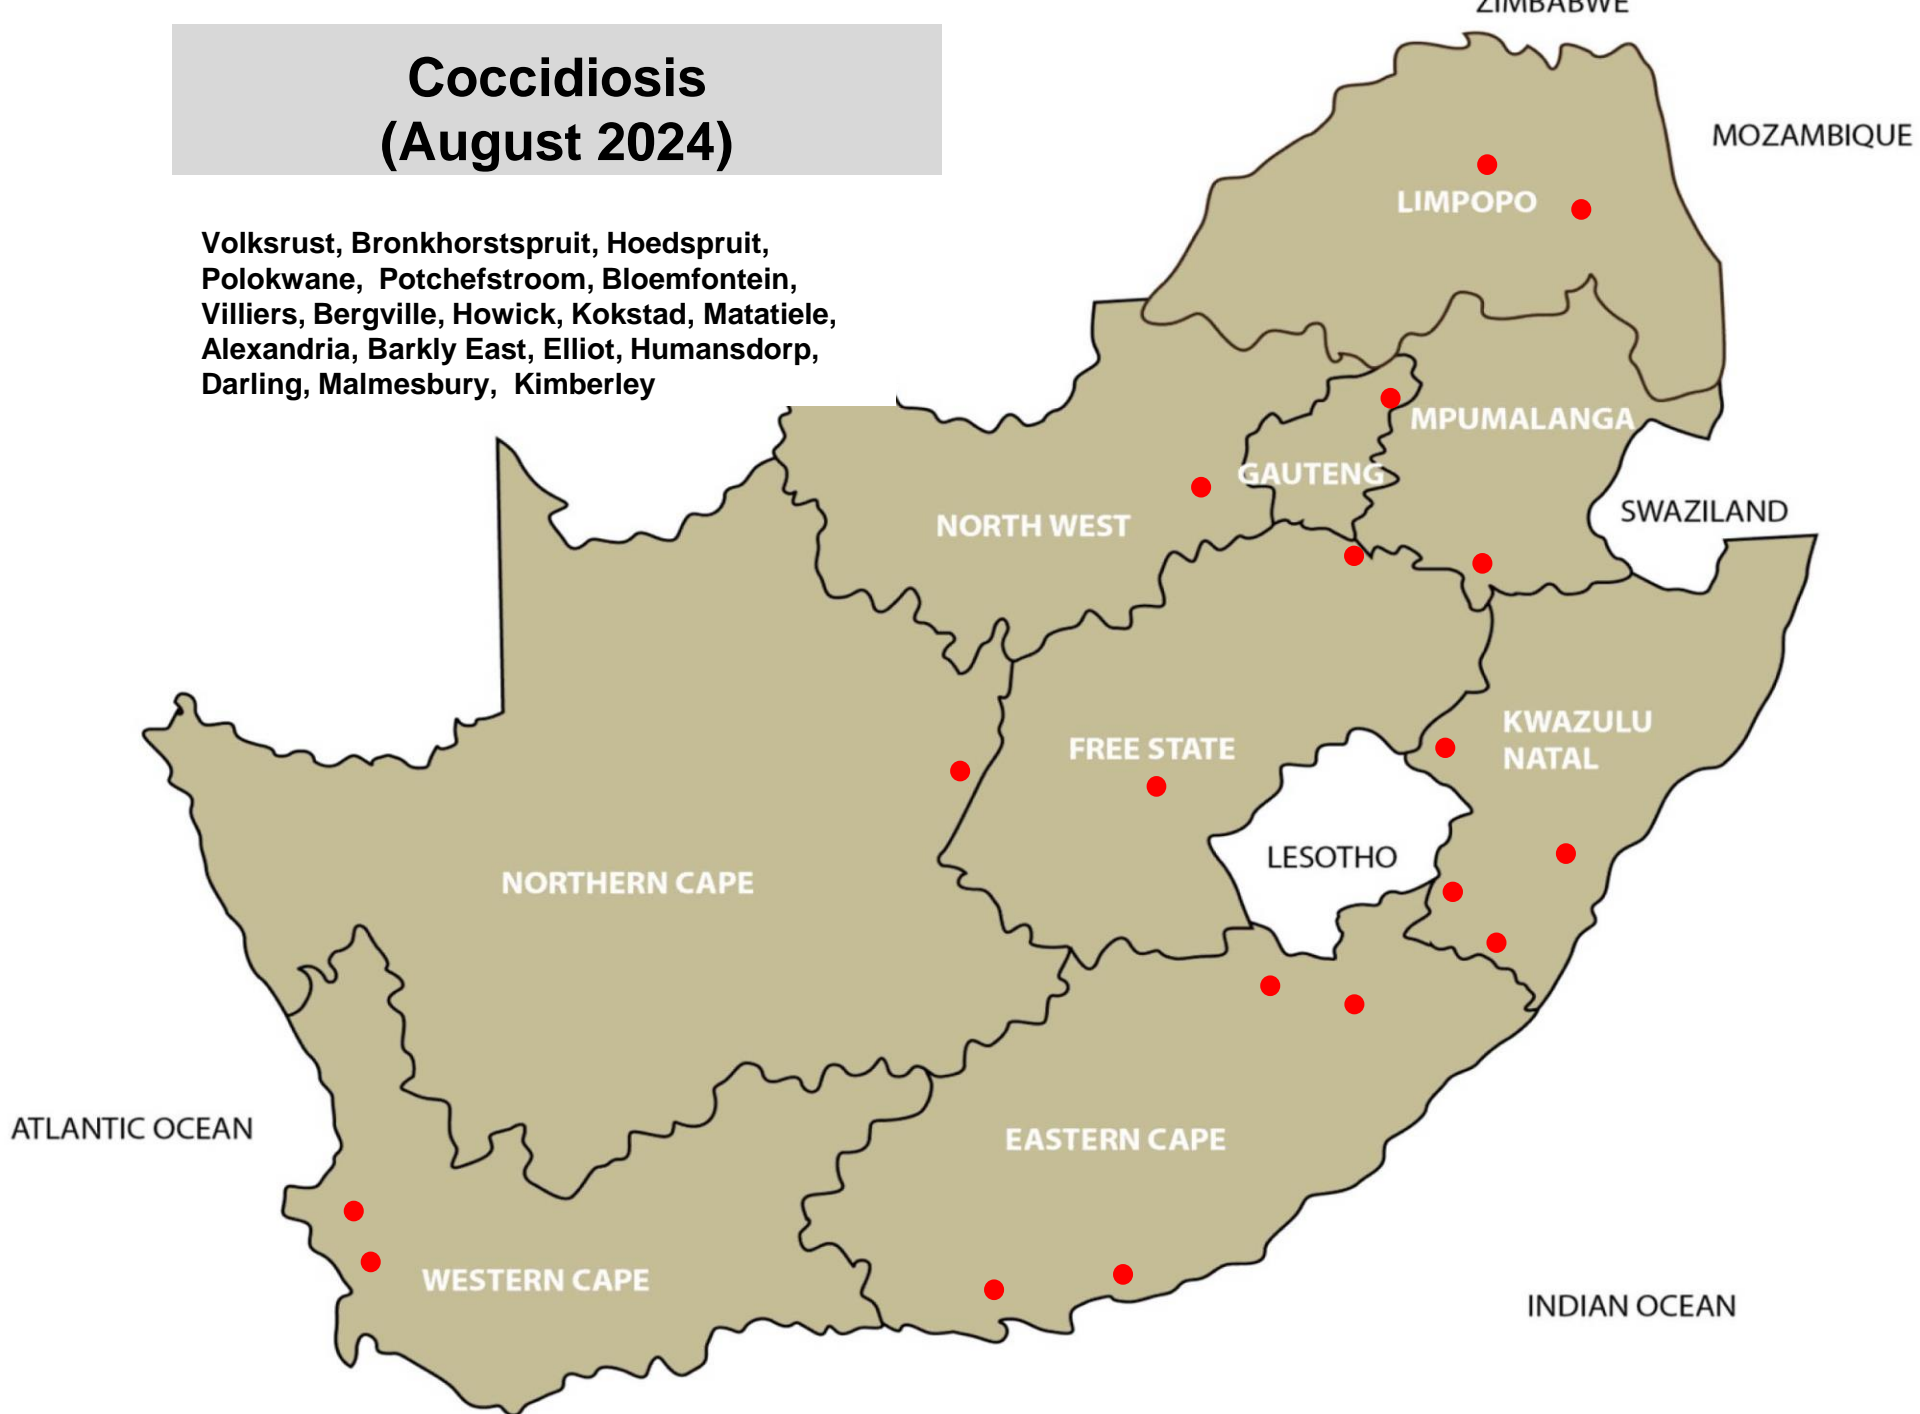 ZIMBABWE
Coccidiosis
(August 2024)
MOZAMBIQUE
LIMPOPO
Volksrust, Bronkhorstspruit, Hoedspruit,
Polokwane,  Potchefstroom, Bloemfontein,
Villiers, Bergville, Howick, Kokstad, Matatiele,
Alexandria, Barkly East, Elliot, Humansdorp,
Darling, Malmesbury,  Kimberley
MPUMALANGA
GAUTENG
SWAZILAND
NORTH WEST
KWAZULU
NATAL
FREE STATE
LESOTHO
NORTHERN CAPE
ATLANTIC OCEAN
EASTERN CAPE
WESTERN CAPE
INDIAN OCEAN